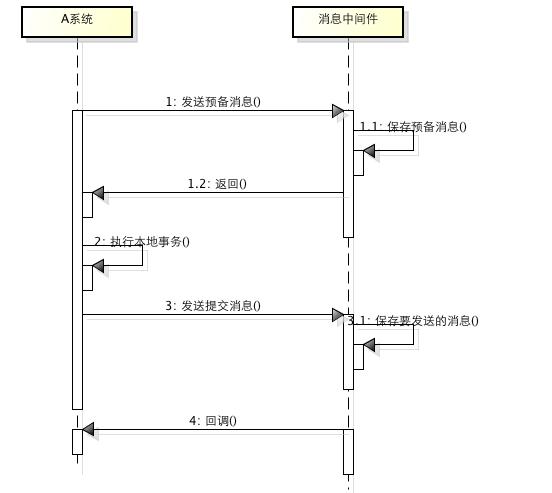 A系统
消息中间件
1: 发送预备消息()
1.1: 保存预备消息()
1.2: 返回()
2: 执行本地事务()
3: 发送提交消息()
3.1: 保存要发送的消息()
4: 回调()